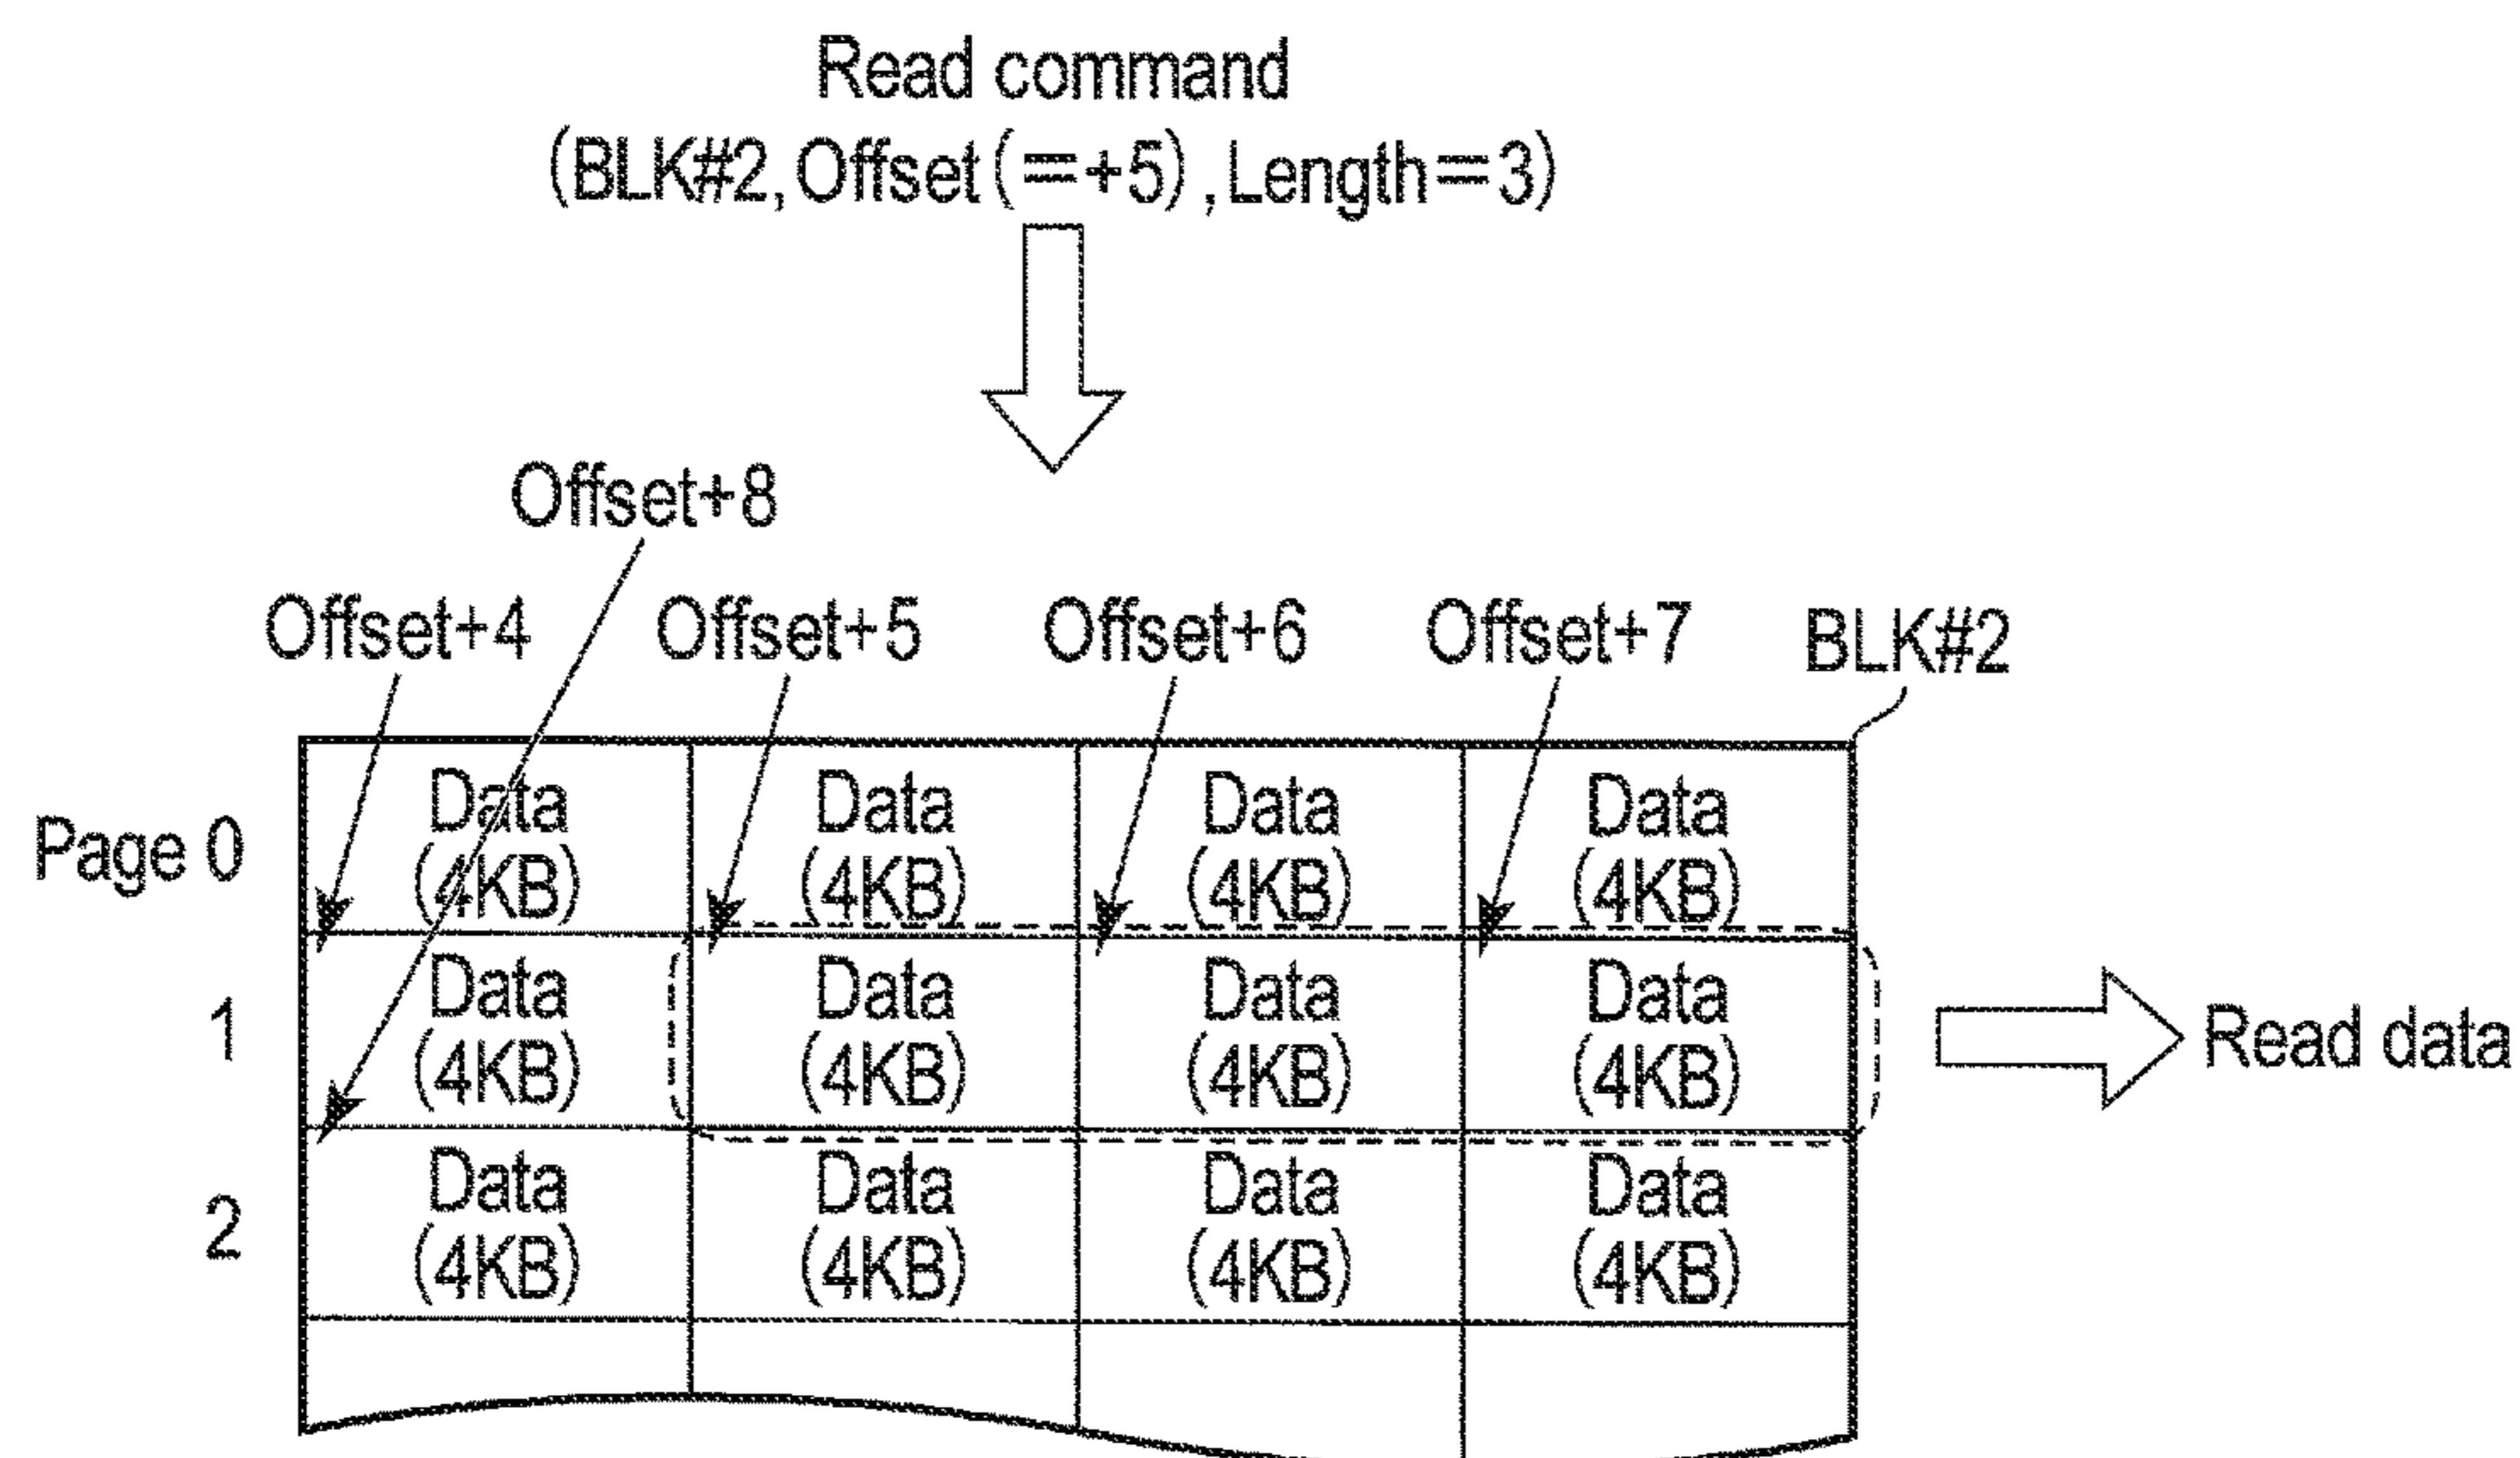 Read command
(BLK#2, Offset(=+5), Length=3)
Offset+8
Offset+4 Offset+5 Offset+6 Offset+7 BLK#2
Page 0
Data Data Data Data
(4KB) (4KB) (4KB) (4KB)
1
Data Data Data Data
(4KB) (4KB) (4KB) (4KB)
Read data
2
Data Data Data Data
(4KB) (4KB) (4KB) (4KB)